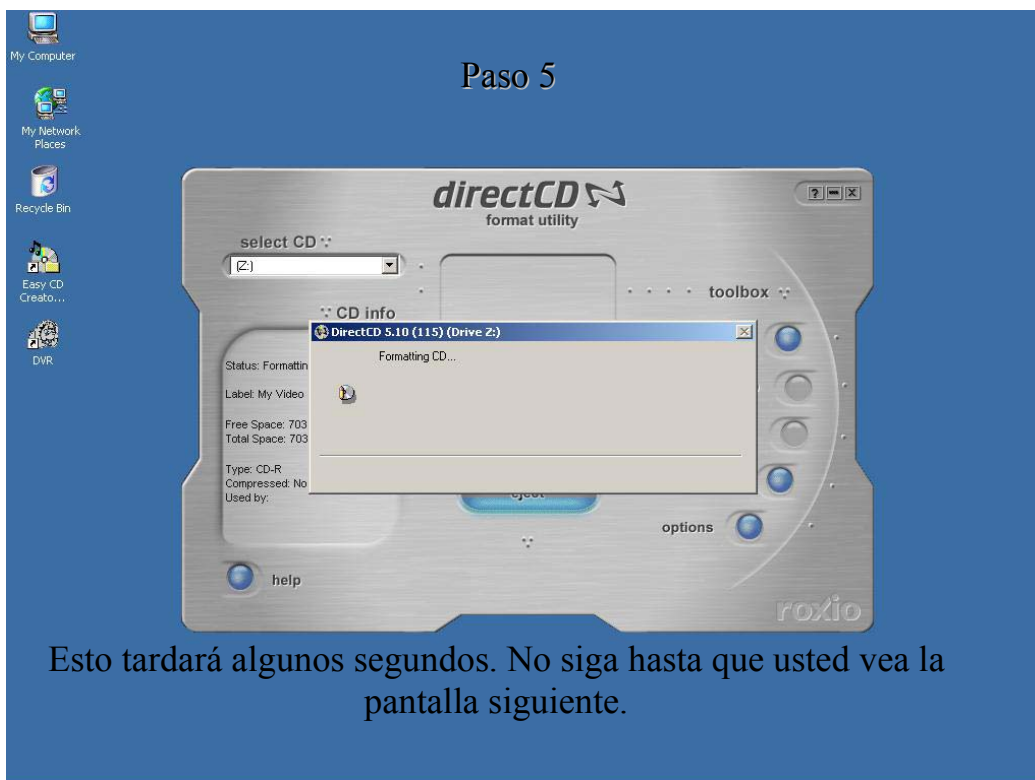 My Computer
Paso 5
My Network
Places
Recycle Bin
directCD
format utility
select CD
(Z:)
Easy CD
Creato...
toolbox
CD info
DirectCD 5.10 (115) (Drive Z:)
DVR
Formatting CD...
Status: Formattin
Label: My Video
Free Space: 703
Total Space: 703
Type: CD-R
Compressed: No
Used by:
eject
options
help
roxio
Esto tardará algunos segundos. No siga hasta que usted vea la
pantalla siguiente.